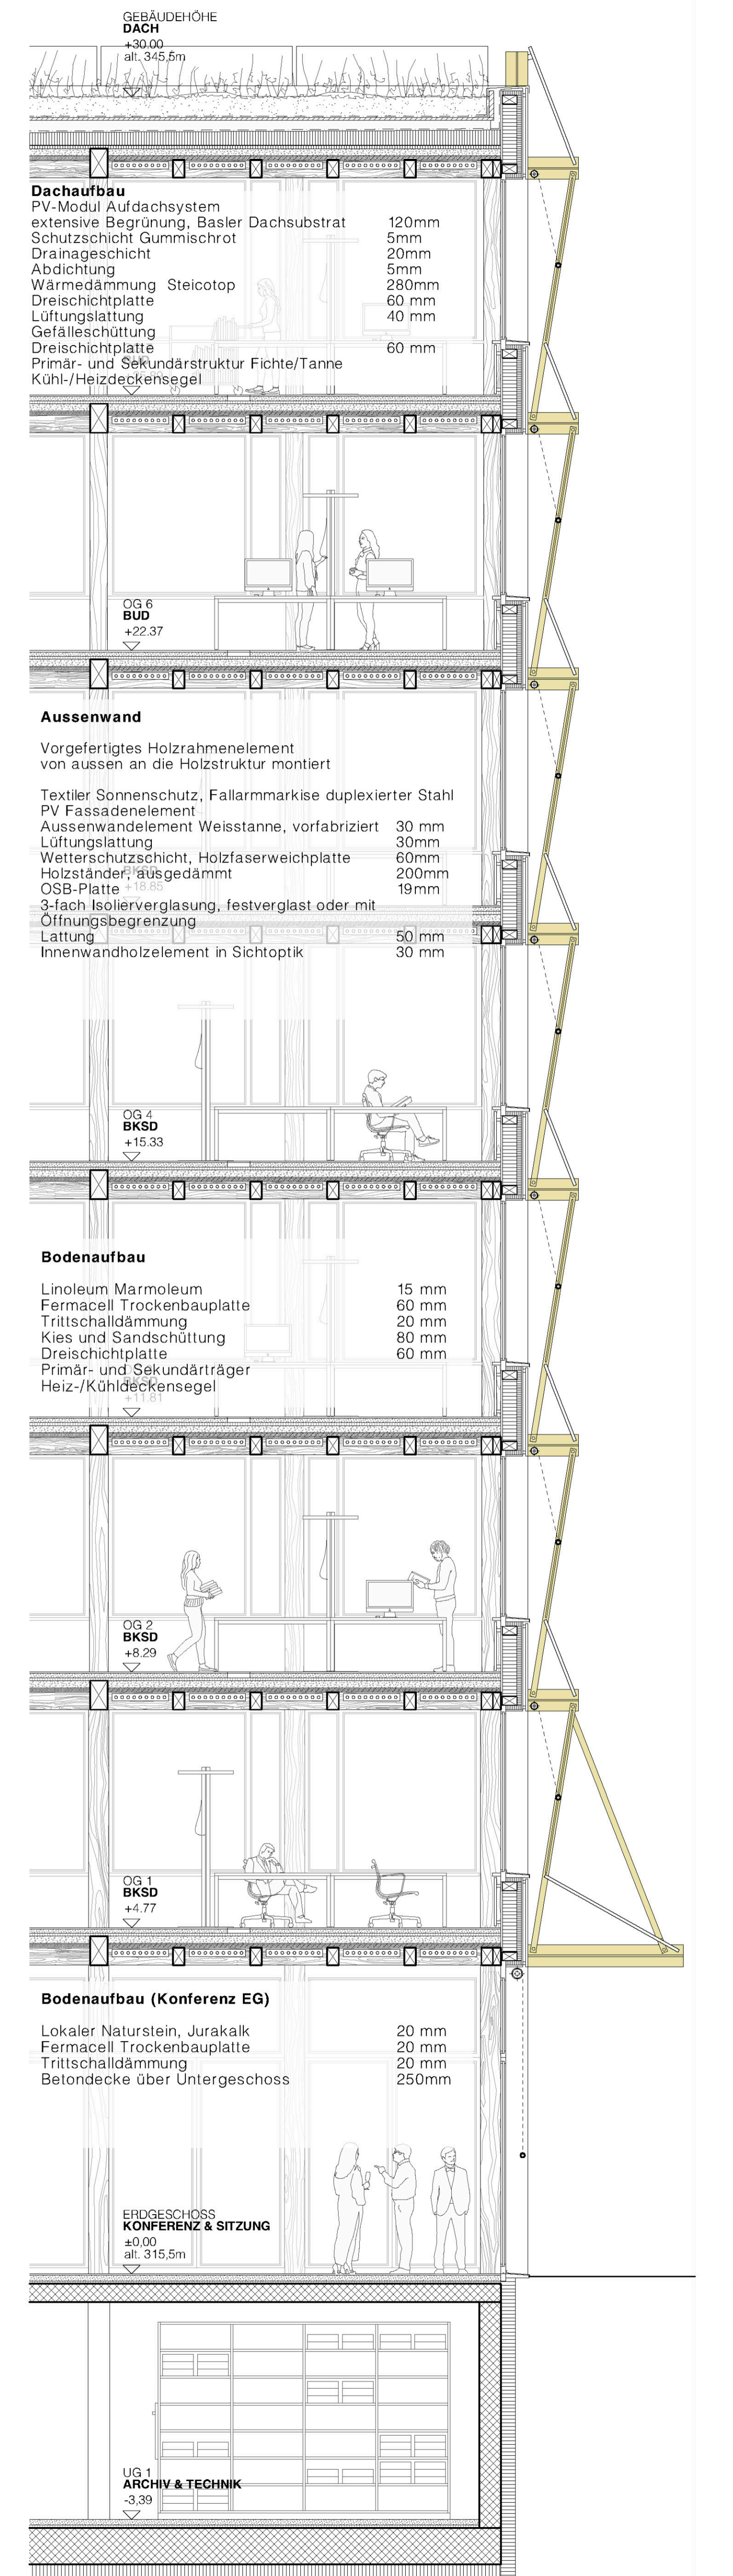 GEBÄUDEHÖHE
DACH
+30.00
alt. 345,5m
Dachaufbau
PV-Modul Aufdachsystem
extensive Begrünung, Basler Dachsubstrat 120mm
Schutzschicht Gummischrot 5mm
Drainageschicht 20mm
Abdichtung 5mm
Wärmedämmung Steicotop 280mm
Dreischichtplatte 60 mm
Lüftungslattung 40 mm
Gefälleschüttung
Dreischichtplatte 60 mm
BUD
Primär- und Sekundärstruktur Fichte/Tanne
Kühl-/Heizdeckensegel
OG 6
BUD
+22.37
Aussenwand
Vorgefertigtes Holzrahmenelement
von aussen an die Holzstruktur montiert
Textiler Sonnenschutz, Fallarmmarkise duplexierter Stahl
PV Fassadenelement
Aussenwandelement Weisstanne, vorfabriziert 30 mm
Lüftungslattung 30mm
Wetterschutzschicht, Holzfaserweichplatte 60mm
BKSD
Holzständer, ausgedämmt 200mm
OSB-Platte 19mm
+18.85
3-fach Isolierverglasung, festverglast oder mit
Öffnungsbegrenzung
Lattung 50 mm
Innenwandholzelement in Sichtoptik 30 mm
OG 4
BKSD
+15.33
Bodenaufbau
Linoleum Marmoleum 15 mm
Fermacell Trockenbauplatte 60 mm
Trittschalldämmung 20 mm
Kies und Sandschüttung 80 mm
Dreischichtplatte 60 mm
Primär- und Sekundärträger
BKSD
Heiz-/Kühldeckensegel
+11.81
OG 2
BKSD
+8.29
OG 1
BKSD
+4.77
Bodenaufbau (Konferenz EG)
Lokaler Naturstein, Jurakalk 20 mm
Fermacell Trockenbauplatte 20 mm
Trittschalldämmung 20 mm
Betondecke über Untergeschoss 250mm
ERDGESCHOSS
KONFERENZ & SITZUNG
±0,00
alt. 315,5m
UG 1
ARCHIV & TECHNIK
-3,39